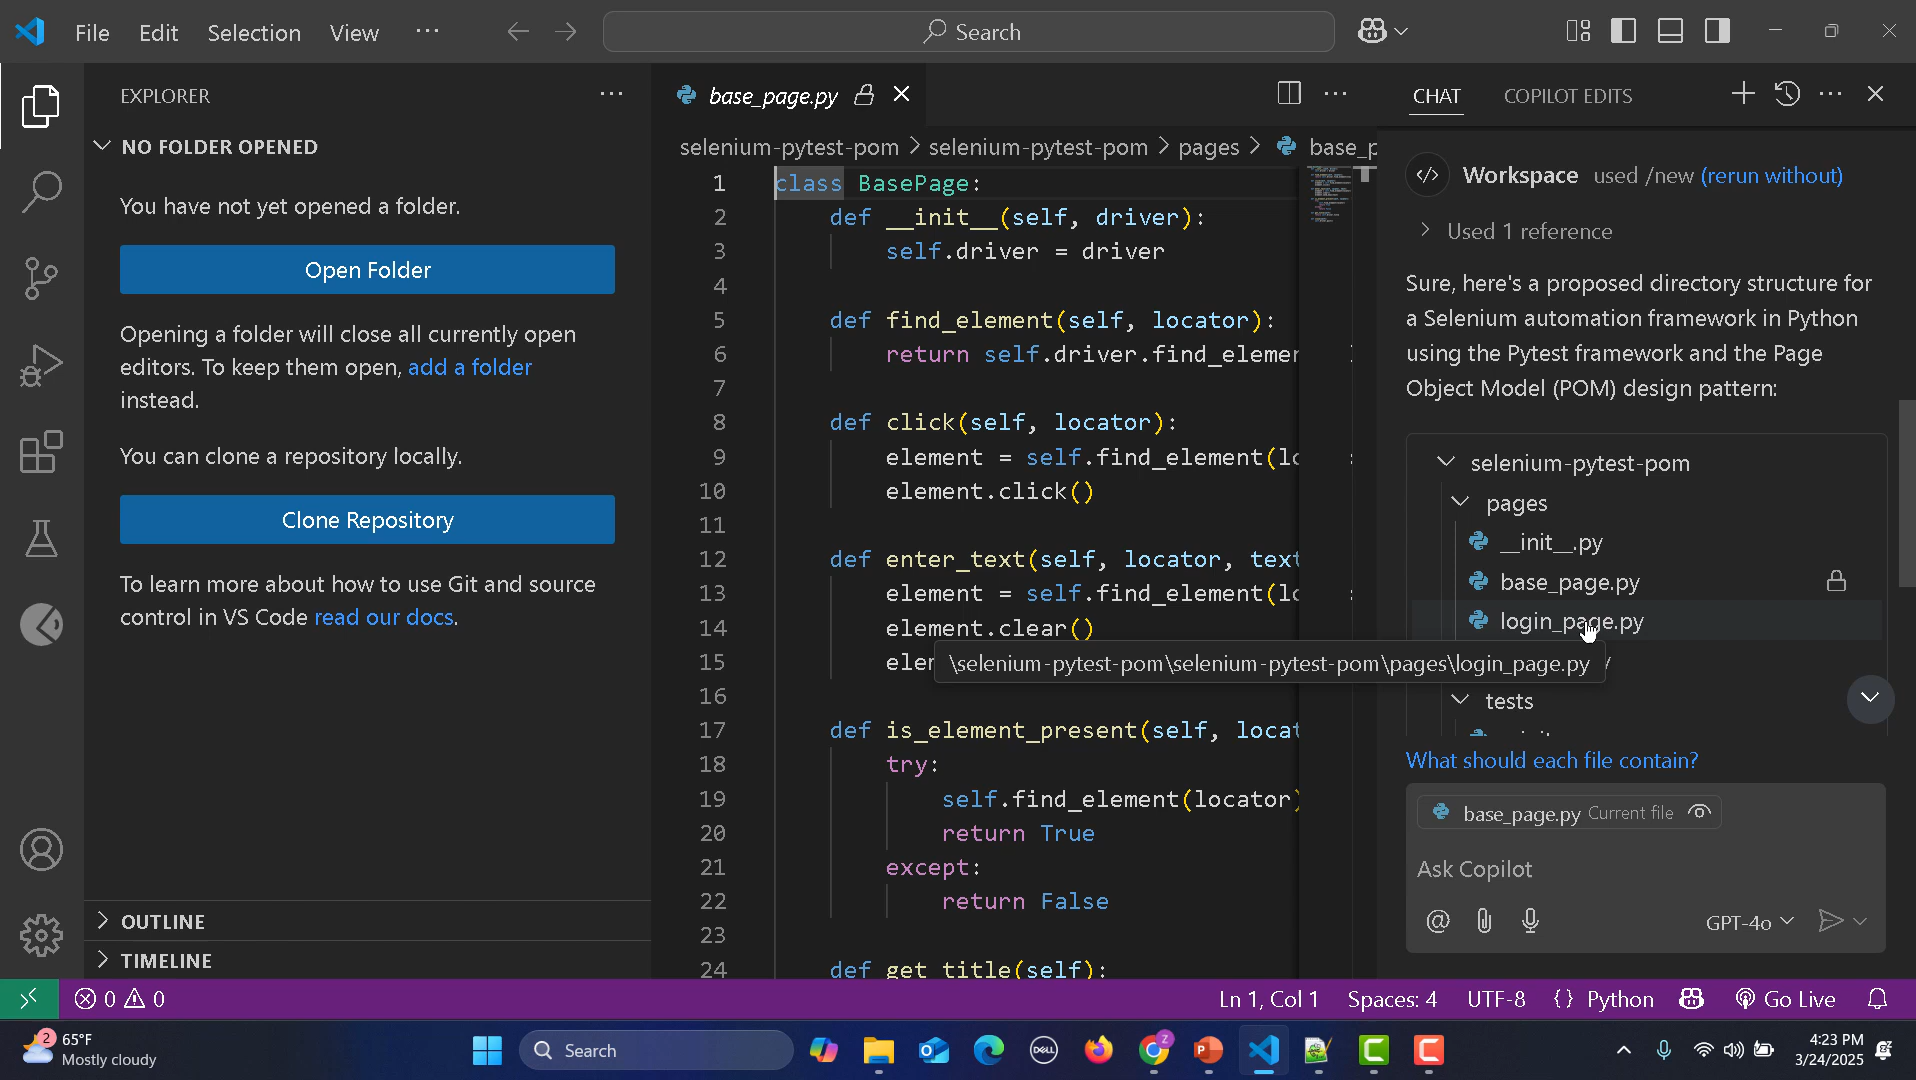 File Edit Selection View ··· Search
EXPLORER ···
NO FOLDER OPENED
You have not yet opened a folder.
Open Folder
Opening a folder will close all currently open
editors. To keep them open, add a folder
instead.
You can clone a repository locally.
Clone Repository
To learn more about how to use Git and source
control in VS Code read our docs.
OUTLINE
TIMELINE
base_page.py
selenium-pytest-pom > selenium-pytest-pom > pages > base_p
1 class BasePage:
2 def __init__(self, driver):
3 self.driver = driver
4
5 def find_element(self, locator):
6 return self.driver.find_elemen
7
8 def click(self, locator):
9 element = self.find_element(lo
10 element.click()
11
12 def enter_text(self, locator, text
13 element = self.find_element(lo
14 element.clear()
15 elem
16
17 def is_element_present(self, locat
18 try:
19 self.find_element(locator)
20 return True
21 except:
22 return False
23
24 def get_title(self):
\selenium-pytest-pom\selenium-pytest-pom\pages\login_page.py
CHAT COPILOT EDITS
Workspace used /new (rerun without)
Used 1 reference
Sure, here's a proposed directory structure for
a Selenium automation framework in Python
using the Pytest framework and the Page
Object Model (POM) design pattern:
selenium-pytest-pom
pages
__init__.py
base_page.py
login_page.py
tests
What should each file contain?
base_page.py Current file
Ask Copilot
GPT-4o
0 0 Ln 1, Col 1 Spaces: 4 UTF-8 {} Python Go Live
2 65°F
Mostly cloudy
Search
DELL
Z
4:23 PM
3/24/2025